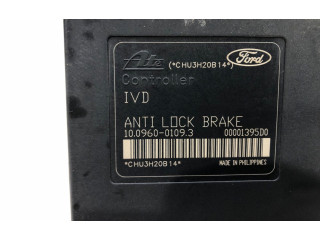 Ate (*CHU3H20B14*) Ford
Controller
IVD
ANTI LOCK BRAKE
10.0960-0109.3 00001395D0
*CHU3H20B14* MADE IN PHILIPPINES